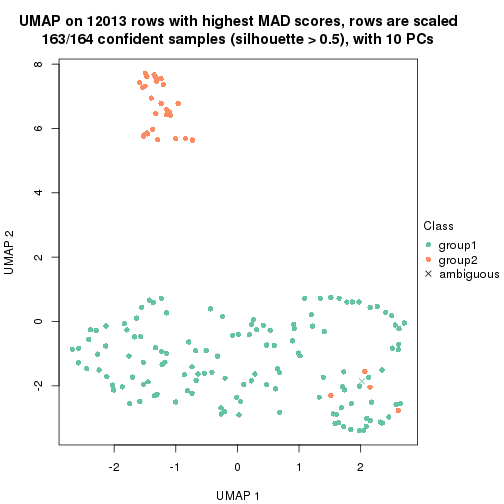 UMAP on 12013 rows with highest MAD scores, rows are scaled
163/164 confident samples (silhouette > 0.5), with 10 PCs
8
6
4
2
0
-2
UMAP 2
-2
-1
0
1
2
UMAP 1
Class
group1
group2
ambiguous